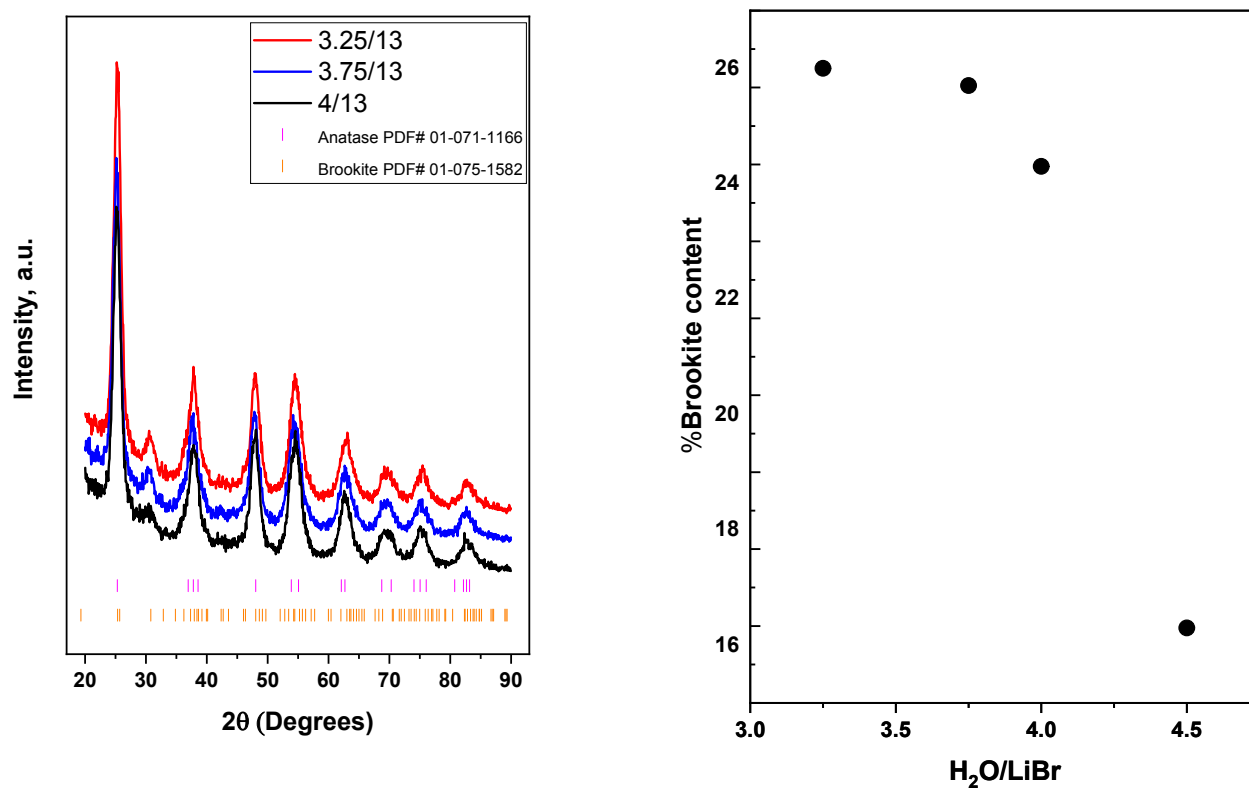 3.25/13
3.75/13
4/13
Anatase PDF# 01-071-1166
Brookite PDF# 01-075-1582
Intensity, a.u.
20 30 40 50 60 70 80 90
2θ (Degrees)
26
24
22
20
18
16
%Brookite content
3.0 3.5 4.0 4.5
H₂O/LiBr